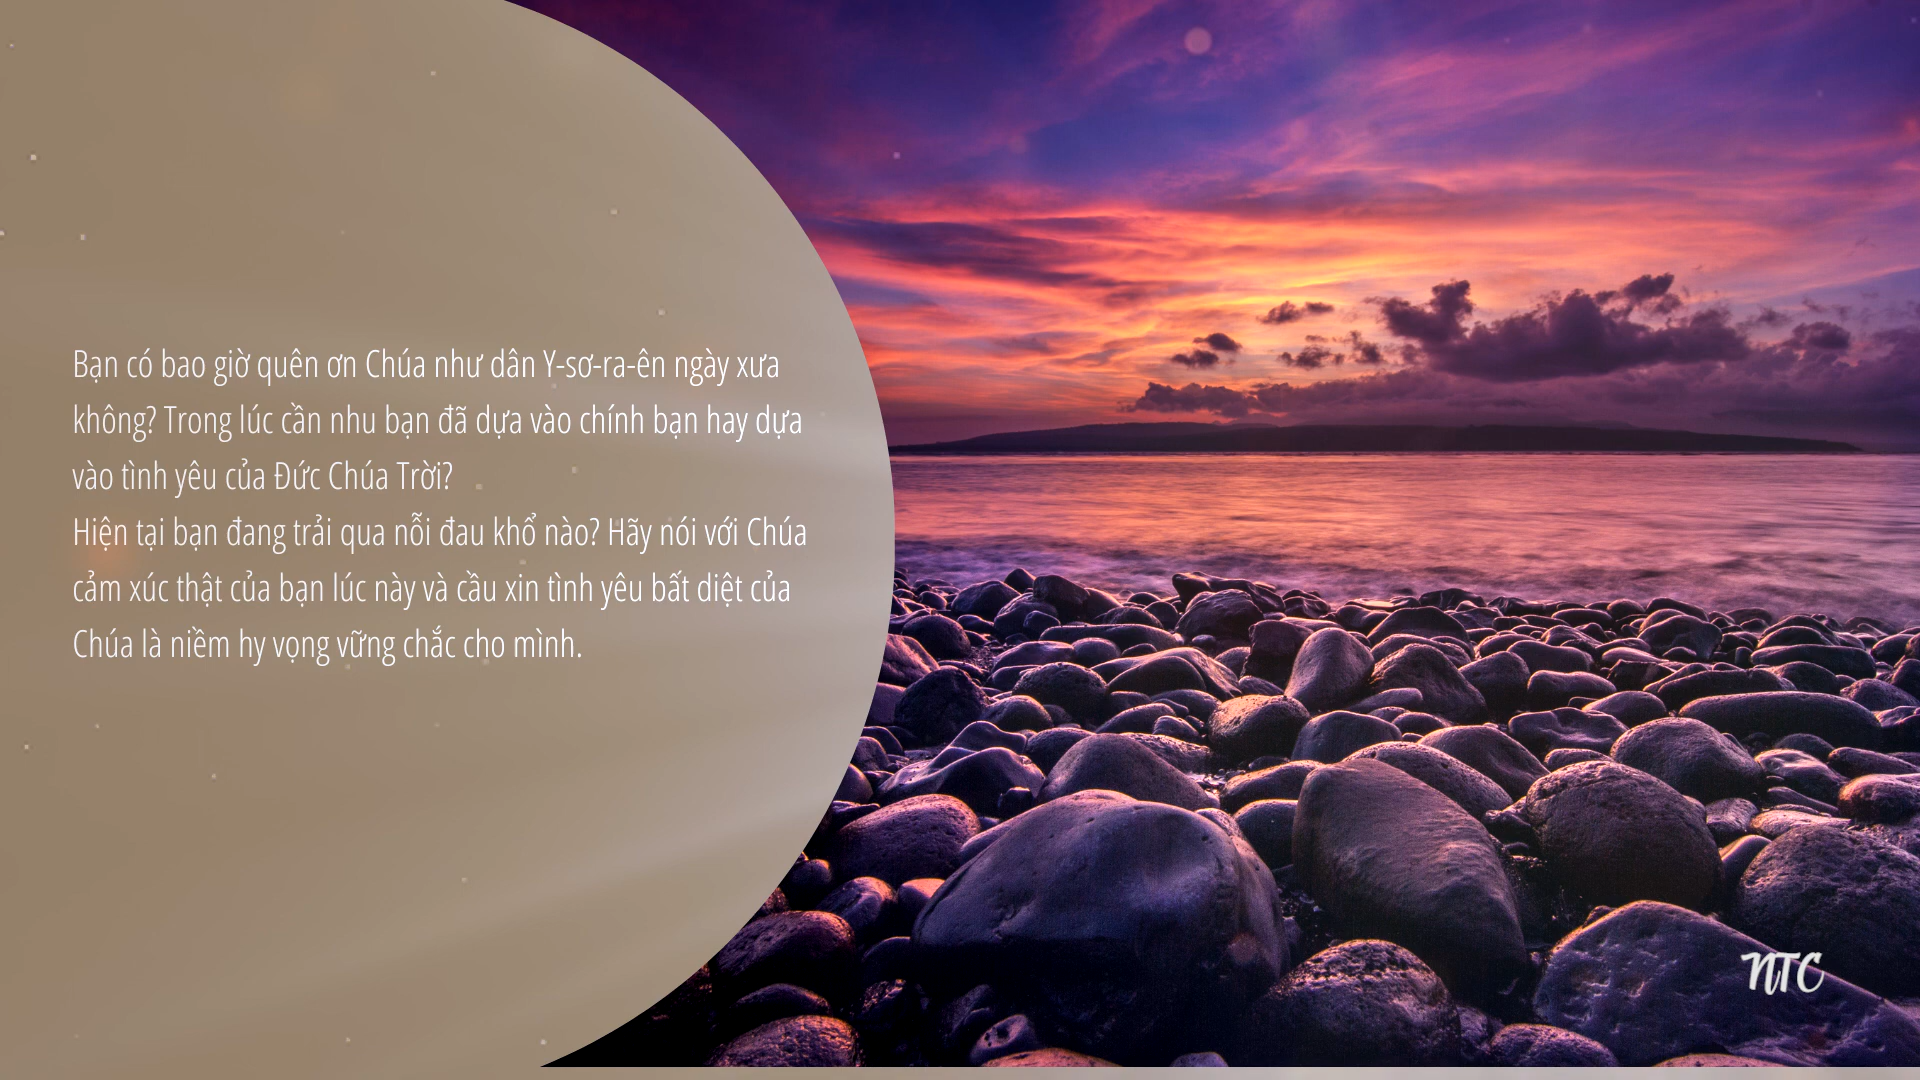 Bạn có bao giờ quên ơn Chúa như dân Y-sơ-ra-ên ngày xưa
không? Trong lúc cần nhu bạn đã dựa vào chính bạn hay dựa
vào tình yêu của Đức Chúa Trời?
Hiện tại bạn đang trải qua nỗi đau khổ nào? Hãy nói với Chúa
cảm xúc thật của bạn lúc này và cầu xin tình yêu bất diệt của
Chúa là niềm hy vọng vững chắc cho mình.
NTC